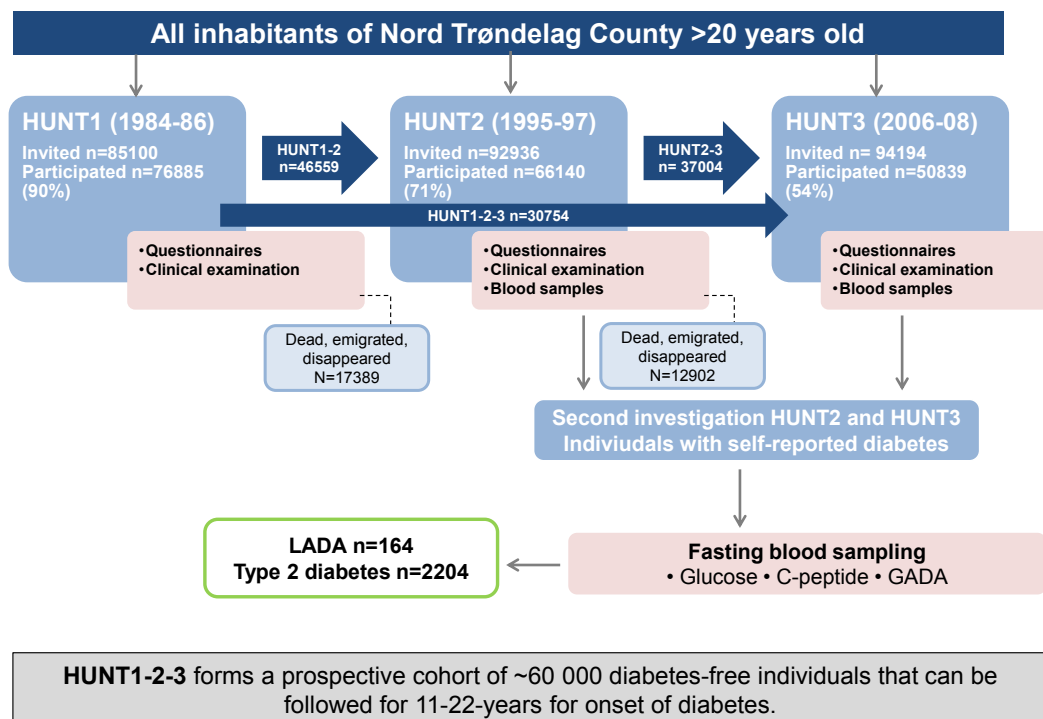 All inhabitants of Nord Trøndelag County >20 years old
HUNT1 (1984-86)
Invited n=85100
Participated n=76885
(90%)
HUNT1-2
n=46559
HUNT2 (1995-97)
Invited n=92936
Participated n=66140
(71%)
HUNT2-3
n= 37004
HUNT3 (2006-08)
Invited n= 94194
Participated n=50839
(54%)
HUNT1-2-3 n=30754
•Questionnaires
•Clinical examination
•Questionnaires
•Clinical examination
•Blood samples
•Questionnaires
•Clinical examination
•Blood samples
Dead, emigrated,
disappeared
N=17389
Dead, emigrated,
disappeared
N=12902
Second investigation HUNT2 and HUNT3
Indiviudals with self-reported diabetes
LADA n=164
Type 2 diabetes n=2204
Fasting blood sampling
• Glucose • C-peptide • GADA
HUNT1-2-3 forms a prospective cohort of ~60 000 diabetes-free individuals that can be
followed for 11-22-years for onset of diabetes.